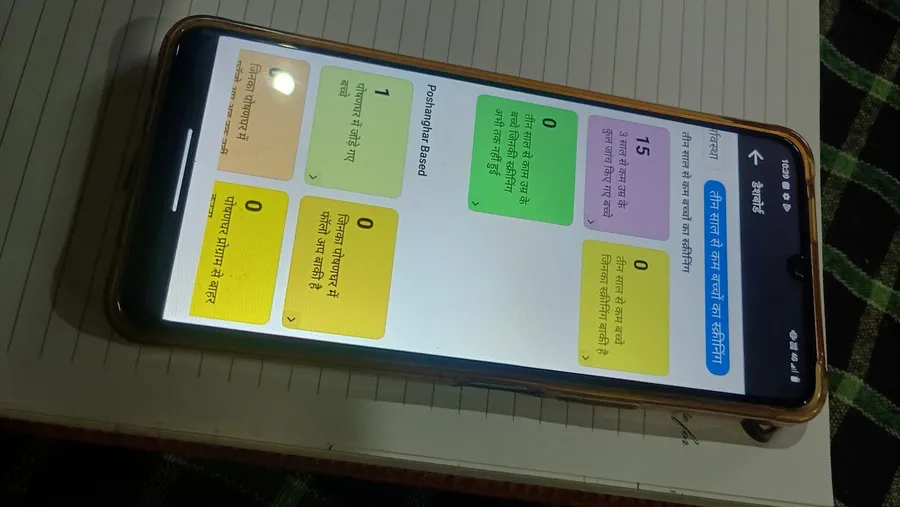 10:39
4G
डैशबोर्ड
तीन साल से कम बच्चों का स्क्रीनिंग
तीन साल से कम बच्चों का स्क्रीनिंग
15
3 साल से कम उम्र के
कुल जांच किए गए बच्चे
0
तीन साल से कम बच्चे
जिनका स्क्रीनिंग बाकी है
0
तीन साल से कम उम्र के
बच्चे जिनकी स्क्रीनिंग
अभी तक नहीं हुई
Poshanghar Based
1
पोषणघर में जोड़े गए
बच्चे
0
जिनका पोषणघर में
फॉलो अप बाकी है
जिनका पोषणघर में
0
पोषणघर प्रोग्राम से बाहर